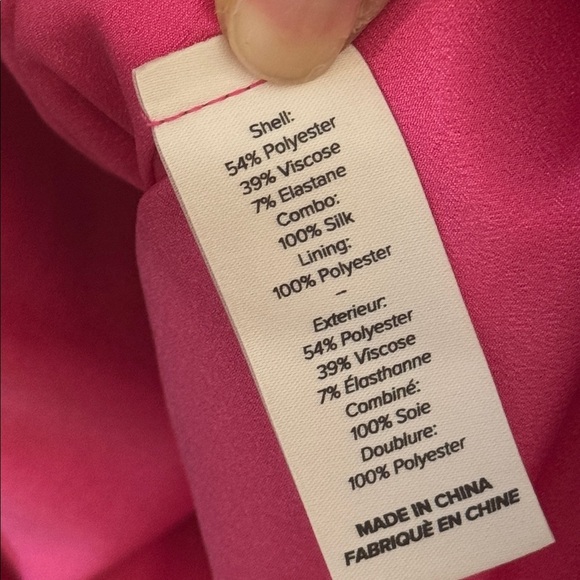 Shell:
54% Polyester
39% Viscose
7% Elastane
Combo:
100% Silk
Lining:
100% Polyester
–
Exterieur:
54% Polyester
39% Viscose
7% Élasthanne
Combiné:
100% Soie
Doublure:
100% Polyester
MADE IN CHINA
FABRIQUÈ EN CHINE